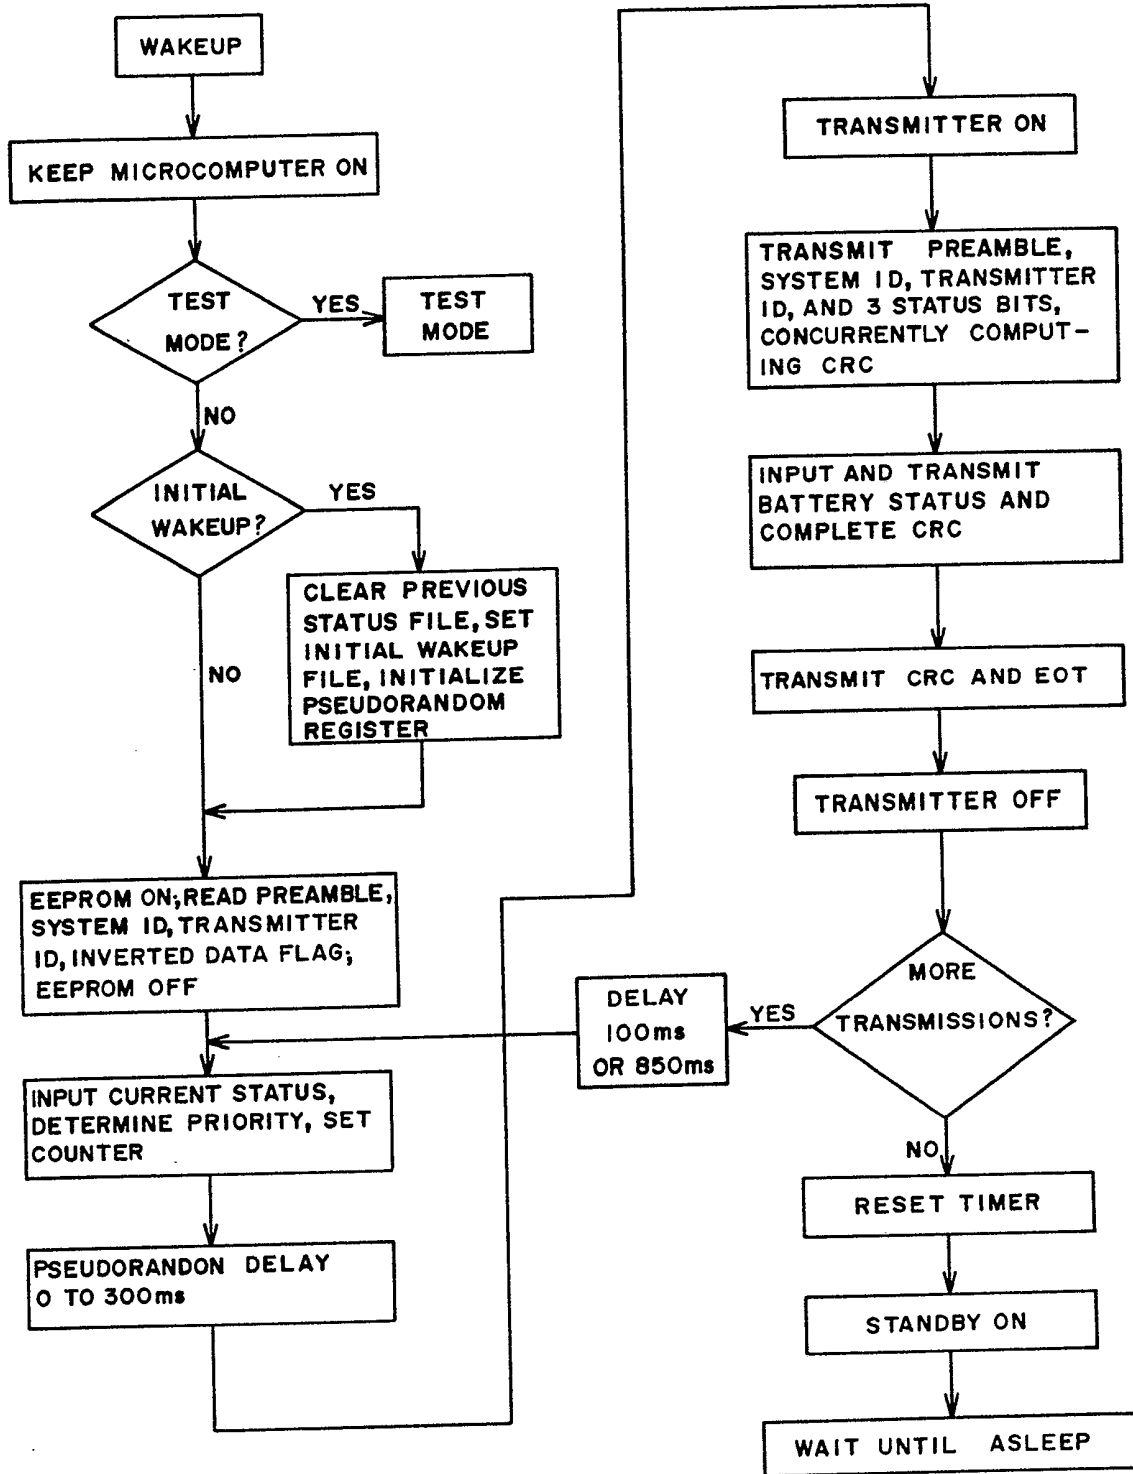 WAKEUP
KEEP MICROCOMPUTER ON
TEST
MODE?
YES
TEST
MODE
NO
INITIAL
WAKEUP?
YES
CLEAR PREVIOUS
STATUS FILE, SET
INITIAL WAKEUP
FILE, INITIALIZE
PSEUDORANDOM
REGISTER
NO
EEPROM ON; READ PREAMBLE,
SYSTEM ID, TRANSMITTER
ID, INVERTED DATA FLAG;
EEPROM OFF
INPUT CURRENT STATUS,
DETERMINE PRIORITY, SET
COUNTER
PSEUDORANDON DELAY
0 TO 300ms
TRANSMITTER ON
TRANSMIT PREAMBLE,
SYSTEM ID, TRANSMITTER
ID, AND 3 STATUS BITS,
CONCURRENTLY COMPUT-
ING CRC
INPUT AND TRANSMIT
BATTERY STATUS AND
COMPLETE CRC
TRANSMIT CRC AND EOT
TRANSMITTER OFF
MORE
TRANSMISSIONS?
YES
DELAY
100ms
OR 850ms
NO
RESET TIMER
STANDBY ON
WAIT UNTIL ASLEEP